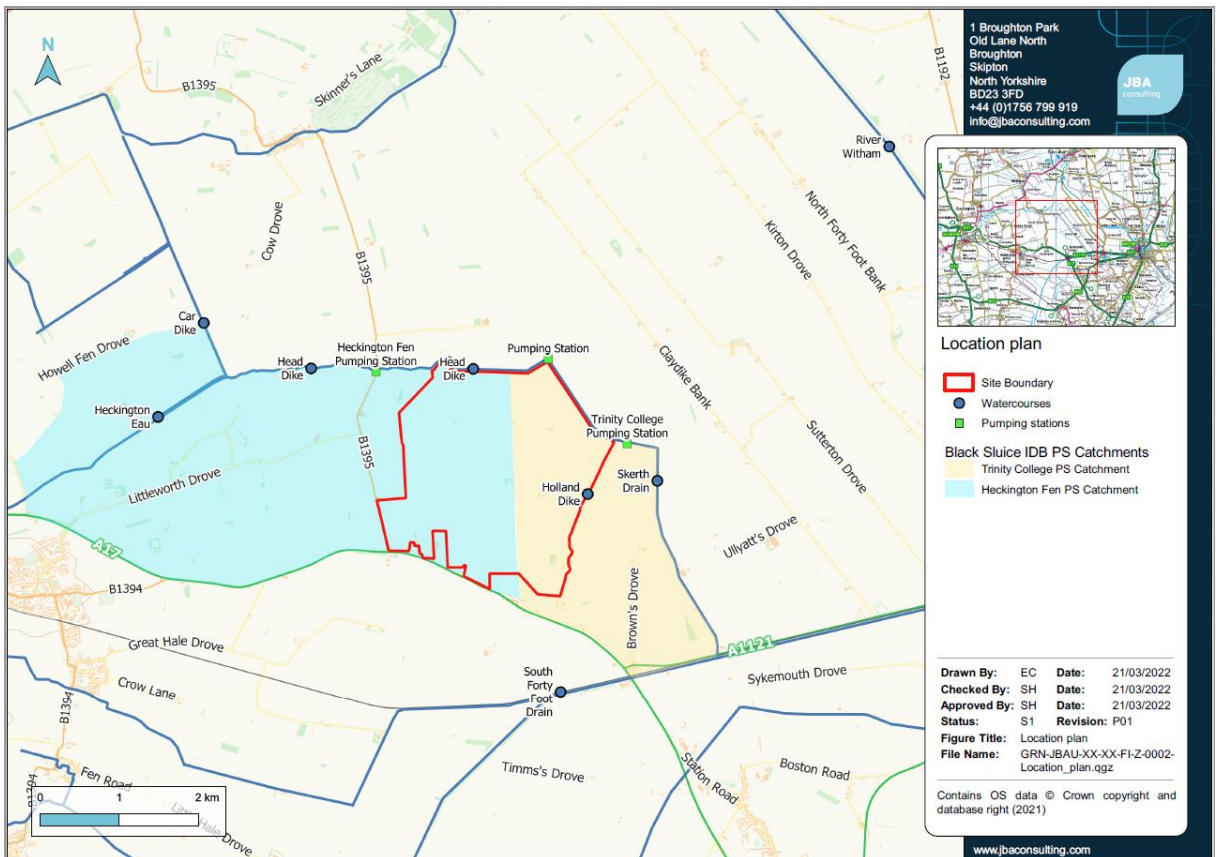 N
B1395
Skinner's Lane
B1192
River
Witham
Cow Drove
B1395
North Forty Foot Bank
Kirton Drove
Car
Dike
Howell Fen Drove
Head
Dike
Heckington Fen
Pumping Station
Head
Dike
Pumping Station
Claydike Bank
Heckington
Eau
B1395
Trinity College
Pumping Station
Sutterton Drove
Littleworth Drove
Holland
Dike
Skerth
Drain
Ullyatt's Drove
A17
B1394
Brown's Drove
Great Hale Drove
A1121
Crow Lane
South
Forty
Foot
Drain
Sykemouth Drove
B1394
Fen Road
Timms's Drove
Station Road
Boston Road
B1394
Little Hale Drove
0 1 2 km
1 Broughton Park
Old Lane North
Broughton
Skipton
North Yorkshire
BD23 3FD
+44 (0)1756 799 919
info@jbaconsulting.com
JBA
consulting
Location plan
Site Boundary
Watercourses
Pumping stations
Black Sluice IDB PS Catchments
Trinity College PS Catchment
Heckington Fen PS Catchment
Drawn By: EC Date: 21/03/2022
Checked By: SH Date: 21/03/2022
Approved By: SH Date: 21/03/2022
Status: S1 Revision: P01
Figure Title: Location plan
File Name: GRN-JBAU-XX-XX-FI-Z-0002-
Location_plan.qgz
Contains OS data © Crown copyright and
database right (2021)
www.jbaconsulting.com